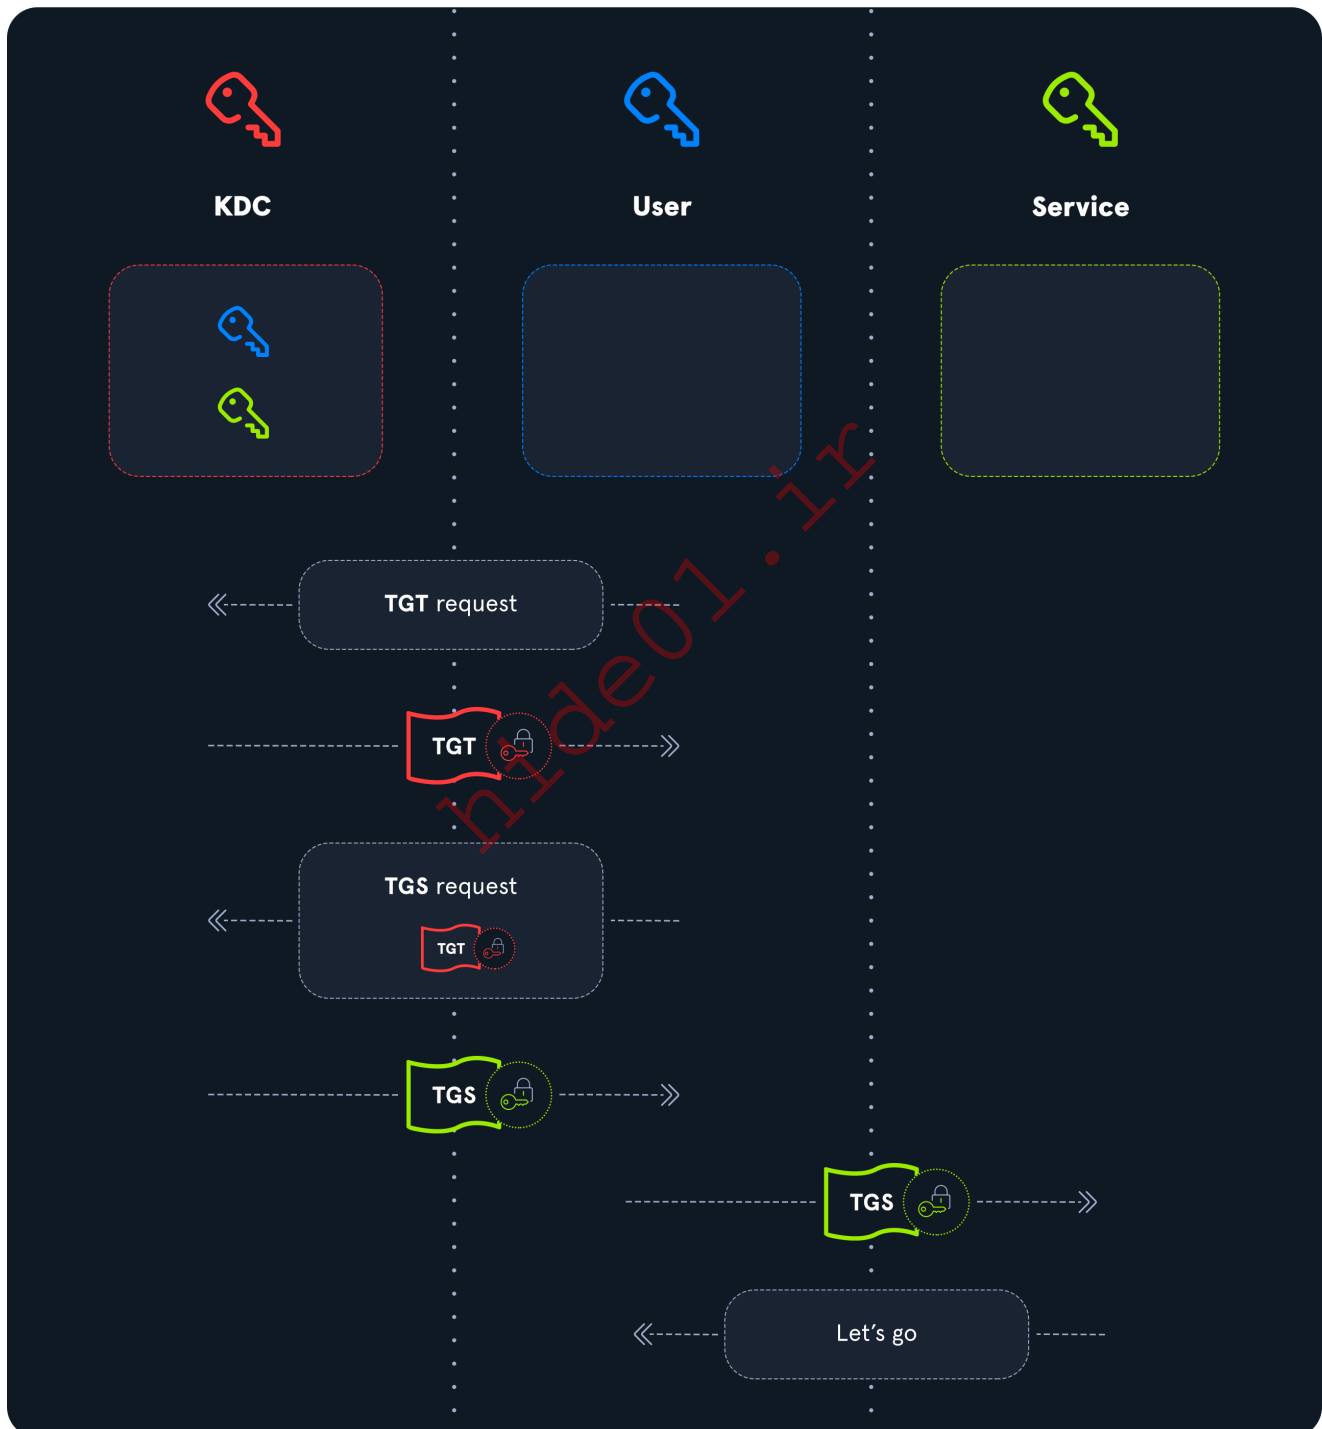 KDC
User
Service
TGT request
TGT
TGS request
TGT
TGS
TGS
Let's go
hide01.ir